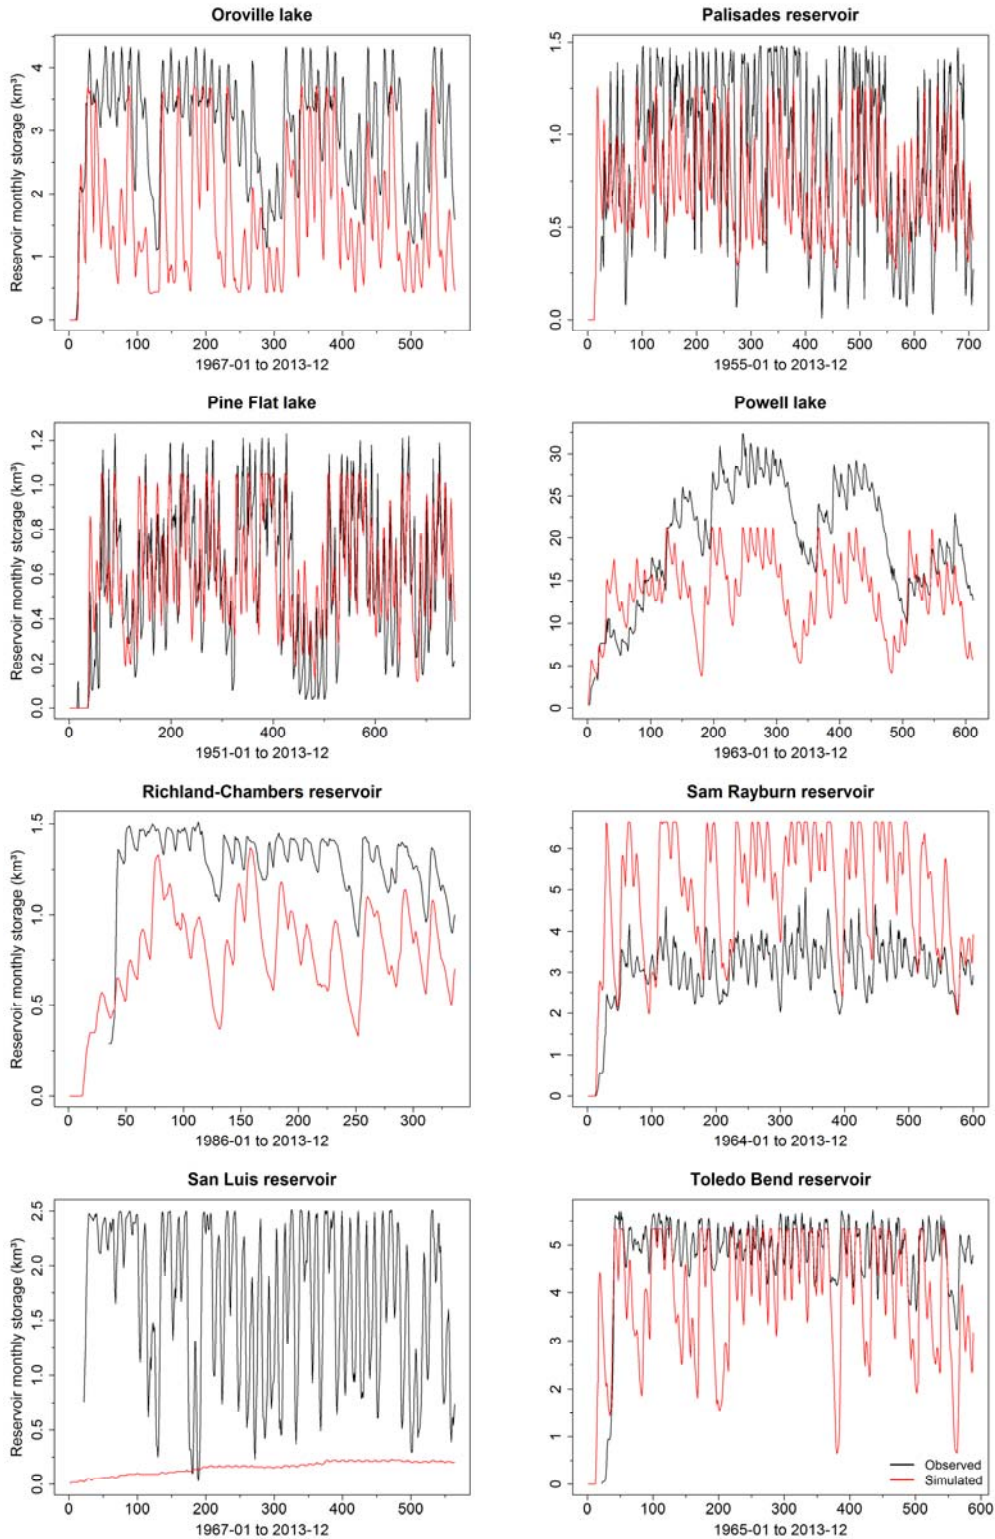 Oroville lake
Reservoir monthly storage (km³)
4
3
2
1
0
0 100 200 300 400 500
1967-01 to 2013-12
Palisades reservoir
1.5
1.0
0.5
0.0
0 100 200 300 400 500 600 700
1955-01 to 2013-12
Pine Flat lake
Reservoir monthly storage (km³)
1.2
1.0
0.8
0.6
0.4
0.2
0.0
0 200 400 600
1951-01 to 2013-12
Powell lake
30
25
20
15
10
5
0
0 100 200 300 400 500 600
1963-01 to 2013-12
Richland-Chambers reservoir
Reservoir monthly storage (km³)
1.5
1.0
0.5
0.0
0 50 100 150 200 250 300
1986-01 to 2013-12
Sam Rayburn reservoir
6
5
4
3
2
1
0
0 100 200 300 400 500 600
1964-01 to 2013-12
San Luis reservoir
Reservoir monthly storage (km³)
2.5
2.0
1.5
1.0
0.5
0.0
0 100 200 300 400 500
1967-01 to 2013-12
Toledo Bend reservoir
5
4
3
2
1
0
Observed
Simulated
0 100 200 300 400 500 600
1965-01 to 2013-12